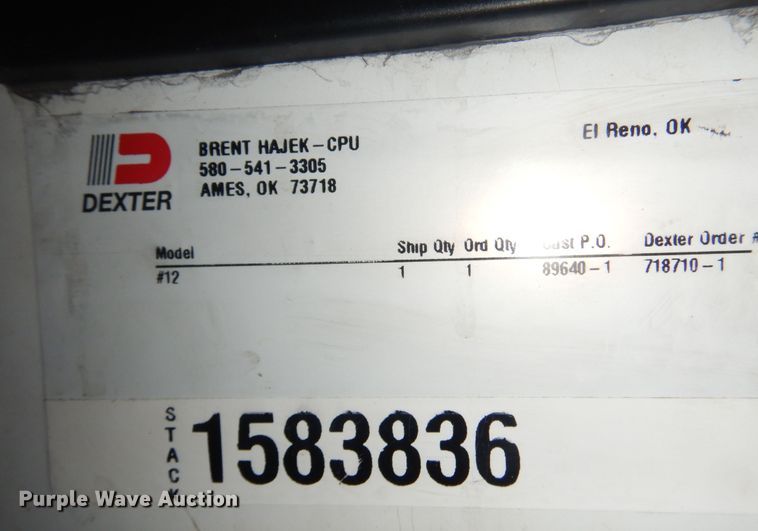 DEXTER
BRENT HAJEK-CPU
580-541-3305
AMES, OK 73718
El Reno, OK
Model Ship Qty Ord Qty Cust P.O. Dexter Order #
#12 1 1 89640-1 718710-1
STACK 1583836
Purple Wave Auction